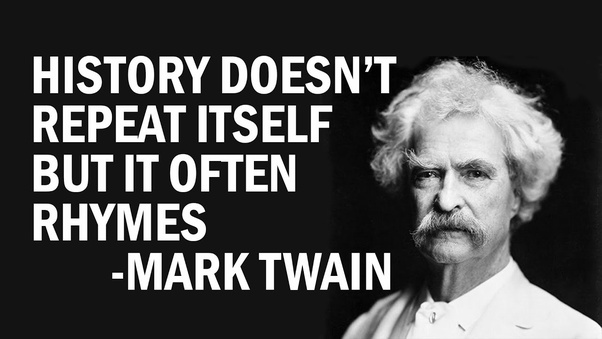 HISTORY DOESN'T
REPEAT ITSELF
BUT IT OFTEN
RHYMES
-MARK TWAIN